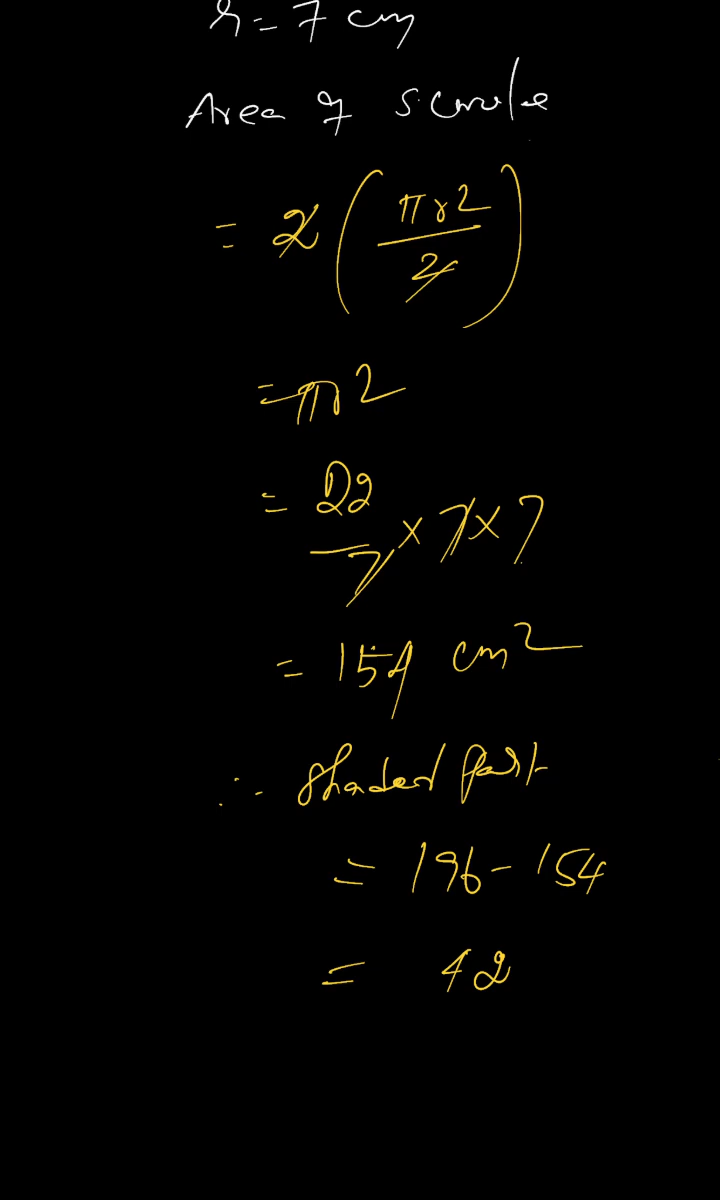 r = 7 cm
Area of s.circle
= 2 ( πr2 / 2 )
= πr2
= 22/7 × 7 × 7
= 154 cm2
∴ shaded part
= 196 - 154
= 42